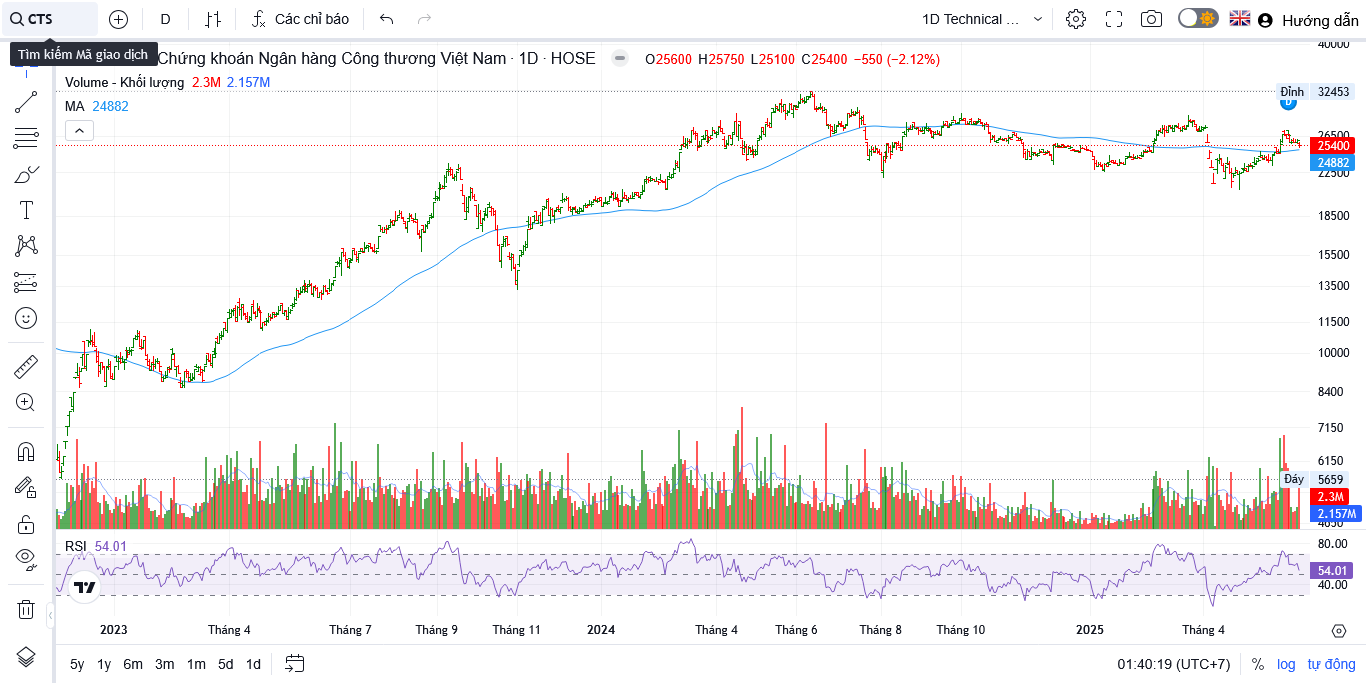 CTS D Các chỉ báo 1D Technical ... Hướng dẫn
Tìm kiếm Mã giao dịch
Chứng khoán Ngân hàng Công thương Việt Nam · 1D · HOSE O25600 H25750 L25100 C25400 −550 (−2.12%)
Volume - Khối lượng 2.3M 2.157M
MA 24882
40000
Đỉnh 32453
D
26500
25400
24882
22500
18500
15500
13500
11500
10000
8400
7150
6150
Đáy 5659
2.3M
2.157M
4650
RSI 54.01
80.00
54.01
40.00
2023 Tháng 4 Tháng 7 Tháng 9 Tháng 11 2024 Tháng 4 Tháng 6 Tháng 8 Tháng 10 2025 Tháng 4
5y 1y 6m 3m 1m 5d 1d 01:40:19 (UTC+7) % log tự động